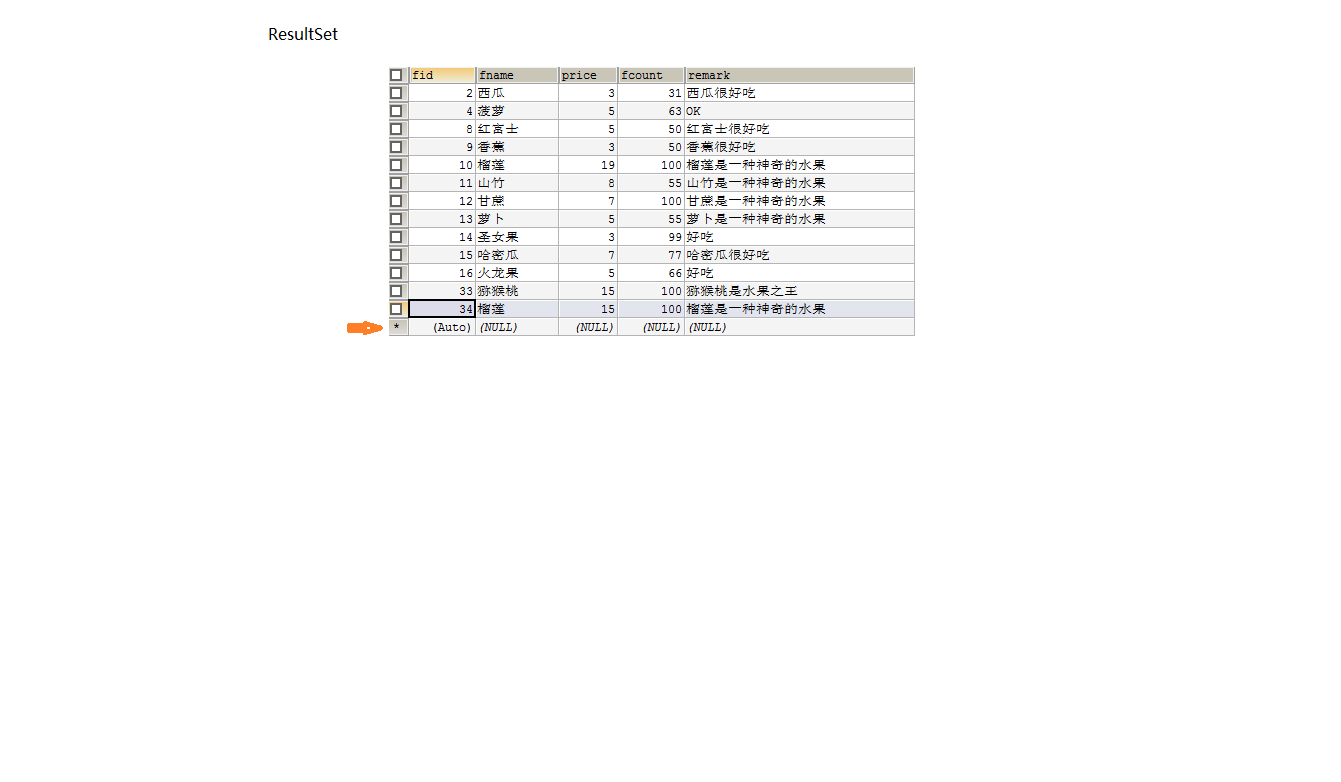 ResultSet
fid fname price fcount remark
2 西瓜 3 31 西瓜很好吃
4 菠萝 5 63 OK
8 红富士 5 50 红富士很好吃
9 香蕉 3 50 香蕉很好吃
10 榴莲 19 100 榴莲是一种神奇的水果
11 山竹 8 55 山竹是一种神奇的水果
12 甘蔗 7 100 甘蔗是一种神奇的水果
13 萝卜 5 55 萝卜是一种神奇的水果
14 圣女果 3 99 好吃
15 哈密瓜 7 77 哈密瓜很好吃
16 火龙果 5 66 好吃
33 猕猴桃 15 100 猕猴桃是水果之王
34 榴莲 15 100 榴莲是一种神奇的水果
* (Auto) (NULL) (NULL) (NULL) (NULL)